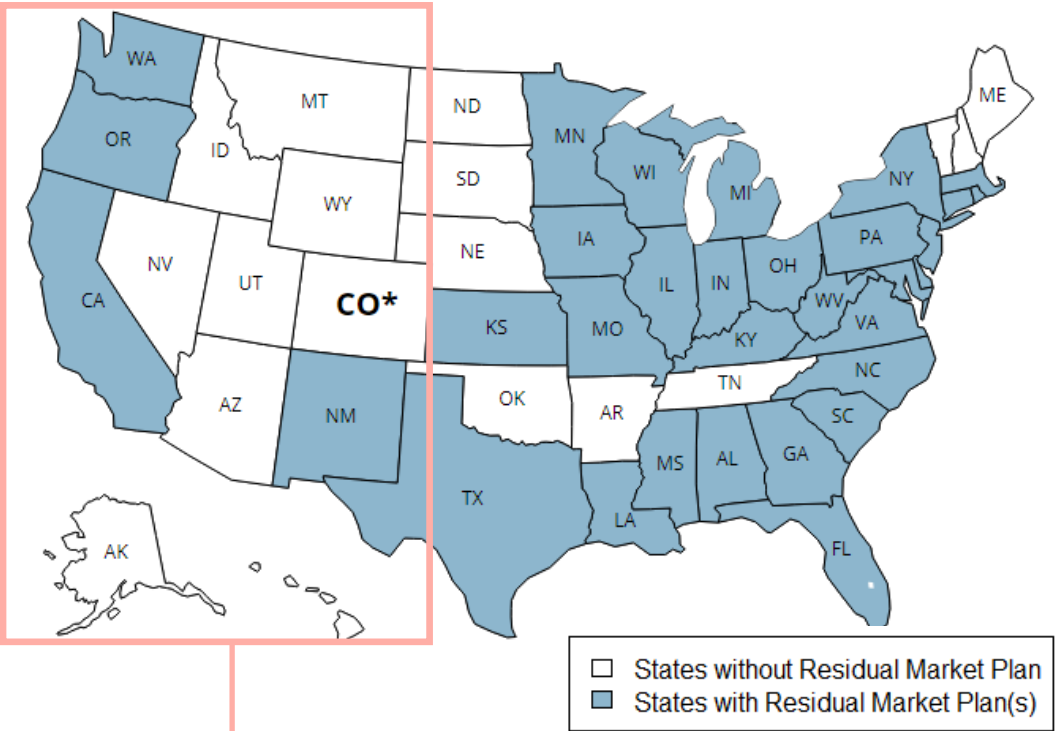 WA
MT
ND
ME
OR
ID
MN
SD
WI
NY
WY
MI
NE
IA
PA
NV
UT
CO*
IL
IN
OH
CA
WV
KS
MO
VA
KY
NC
AZ
NM
OK
AR
TN
SC
MS
AL
GA
TX
LA
AK
FL
States without Residual Market Plan
States with Residual Market Plan(s)